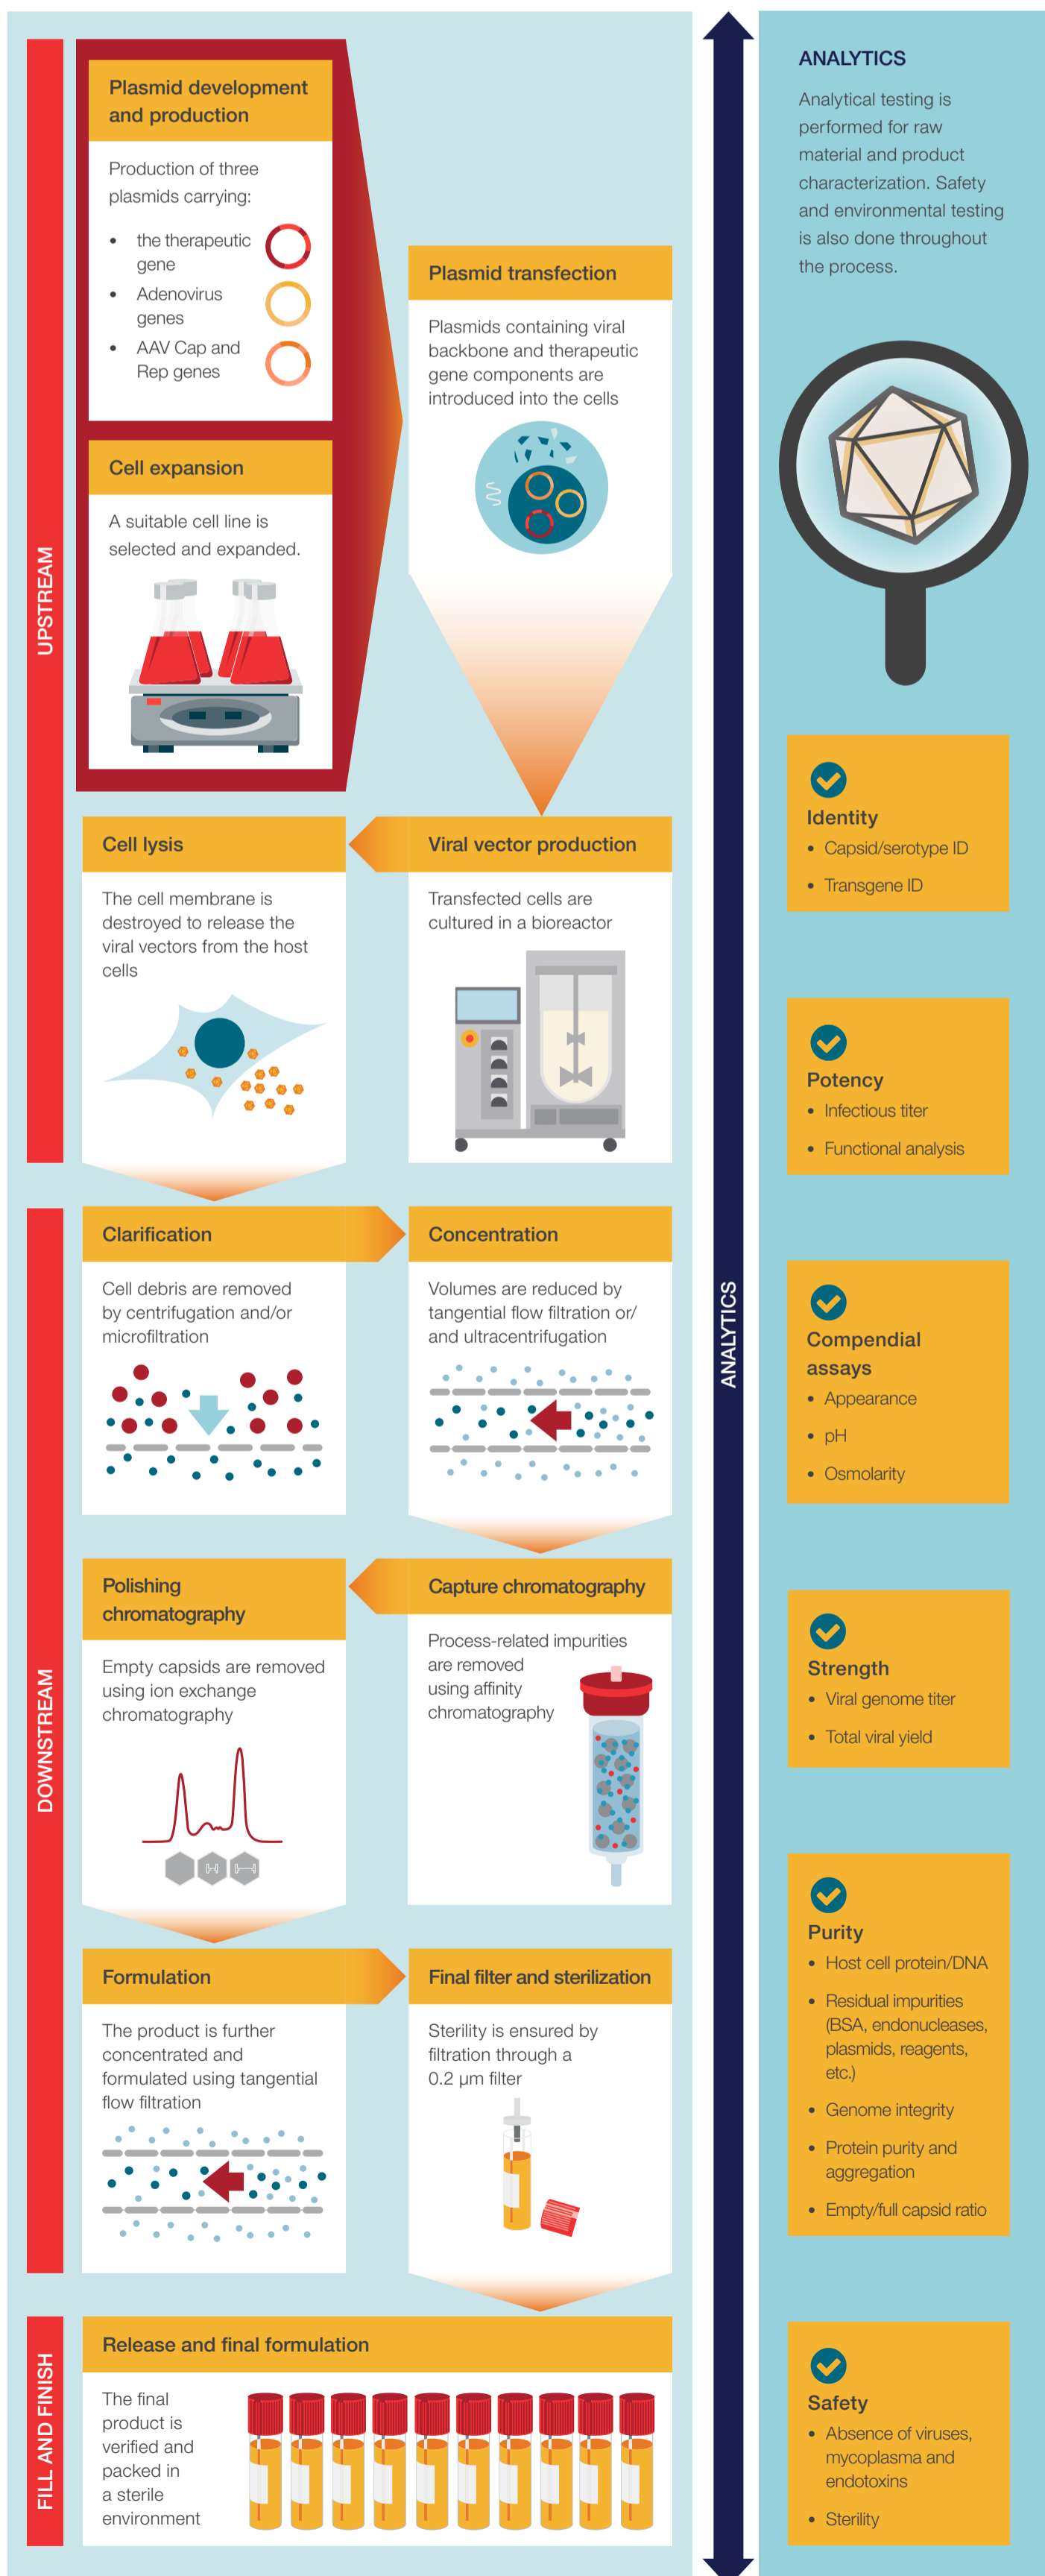 UPSTREAM
Plasmid development
and production
Production of three
plasmids carrying:
• the therapeutic
gene
• Adenovirus
genes
• AAV Cap and
Rep genes
Cell expansion
A suitable cell line is
selected and expanded.
Plasmid transfection
Plasmids containing viral
backbone and therapeutic
gene components are
introduced into the cells
Viral vector production
Transfected cells are
cultured in a bioreactor
Cell lysis
The cell membrane is
destroyed to release the
viral vectors from the host
cells
DOWNSTREAM
Clarification
Cell debris are removed
by centrifugation and/or
microfiltration
Concentration
Volumes are reduced by
tangential flow filtration or/
and ultracentrifugation
Capture chromatography
Process-related impurities
are removed
using affinity
chromatography
Polishing
chromatography
Empty capsids are removed
using ion exchange
chromatography
Formulation
The product is further
concentrated and
formulated using tangential
flow filtration
Final filter and sterilization
Sterility is ensured by
filtration through a
0.2 µm filter
FILL AND FINISH
Release and final formulation
The final
product is
verified and
packed in
a sterile
environment
ANALYTICS
ANALYTICS
Analytical testing is
performed for raw
material and product
characterization. Safety
and environmental testing
is also done throughout
the process.
Identity
• Capsid/serotype ID
• Transgene ID
Potency
• Infectious titer
• Functional analysis
Compendial
assays
• Appearance
• pH
• Osmolarity
Strength
• Viral genome titer
• Total viral yield
Purity
• Host cell protein/DNA
• Residual impurities
(BSA, endonucleases,
plasmids, reagents,
etc.)
• Genome integrity
• Protein purity and
aggregation
• Empty/full capsid ratio
Safety
• Absence of viruses,
mycoplasma and
endotoxins
• Sterility